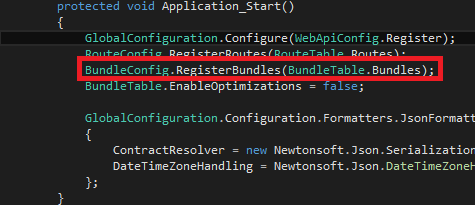 protected void Application_Start()
{
GlobalConfiguration.Configure(WebApiConfig.Register);
RouteConfig.RegisterRoutes(RouteTable.Routes);
BundleConfig.RegisterBundles(BundleTable.Bundles);
BundleTable.EnableOptimizations = false;
GlobalConfiguration.Configuration.Formatters.JsonFormatt
{
ContractResolver = new Newtonsoft.Json.Serialization
DateTimeZoneHandling = Newtonsoft.Json.DateTimeZoneH
};
}